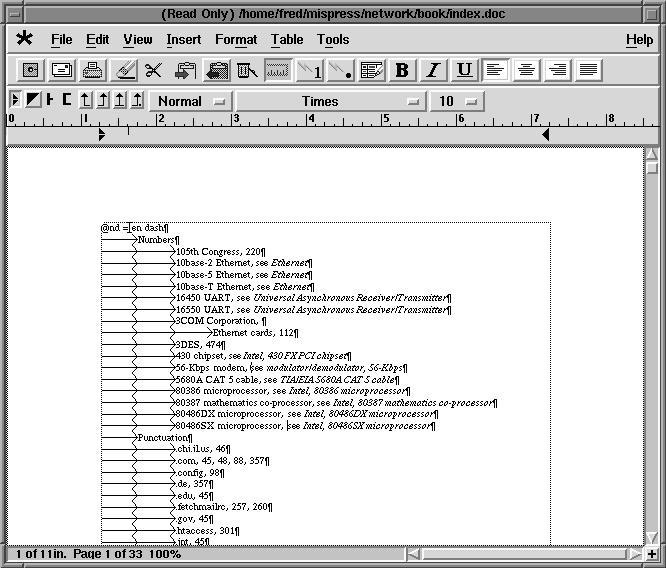 (Read Only) /home/fred/mispress/network/book/index.doc
File Edit View Insert Format Table Tools Help
1 B I U
Normal Times 10
0 1 2 3 4 5 6 7 8
@nd = en dash¶
Numbers¶
105th Congress, 220¶
10base-2 Ethernet, see Ethernet¶
10base-5 Ethernet, see Ethernet¶
10base-T Ethernet, see Ethernet¶
16450 UART, see Universal Asynchronous Receiver/Transmitter¶
16550 UART, see Universal Asynchronous Receiver/Transmitter¶
3COM Corporation, ¶
Ethernet cards, 112¶
3DES, 474¶
430 chipset, see Intel, 430 FX PCI chipset¶
56-Kbps modem, see modulator/demodulator, 56-Kbps¶
5680A CAT 5 cable, see TIA/EIA 5680A CAT 5 cable¶
80386 microprocessor, see Intel, 80386 microprocessor¶
80387 mathematics co-processor, see Intel, 80387 mathematics co-processor¶
80486DX microprocessor, see Intel, 80486DX microprocessor¶
80486SX microprocessor, see Intel, 80486SX microprocessor¶
Punctuation¶
.chi.il.us, 46¶
.com, 45, 48, 88, 357¶
.config, 98¶
.de, 357¶
.edu, 45¶
.fetchmailrc, 257, 260¶
.gov, 45¶
.htaccess, 301¶
.int, 45¶
1 of 11in. Page 1 of 33 100%